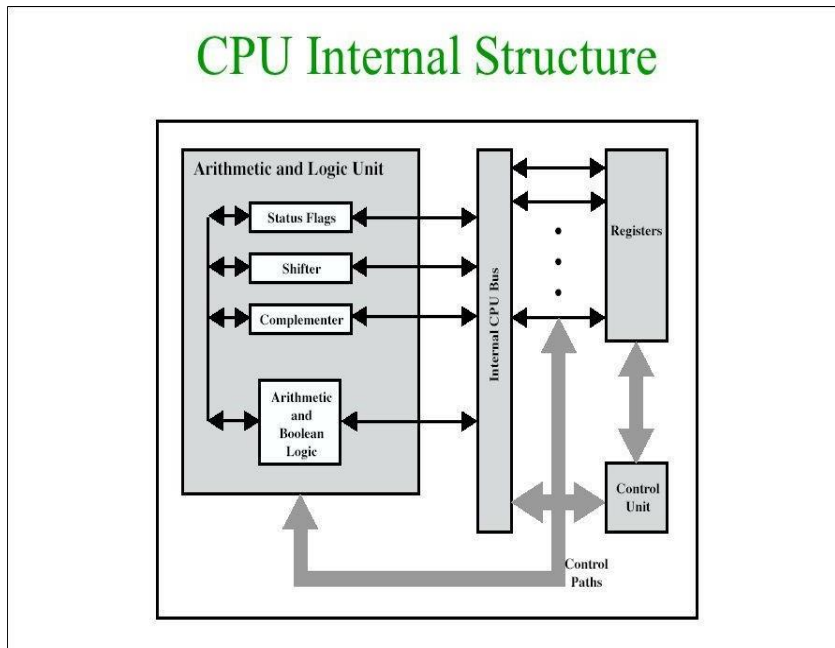 CPU Internal Structure
Arithmetic and Logic Unit
Status Flags
Shifter
Complementer
Arithmetic
and
Boolean
Logic
Internal CPU Bus
Registers
Control
Unit
Control
Paths